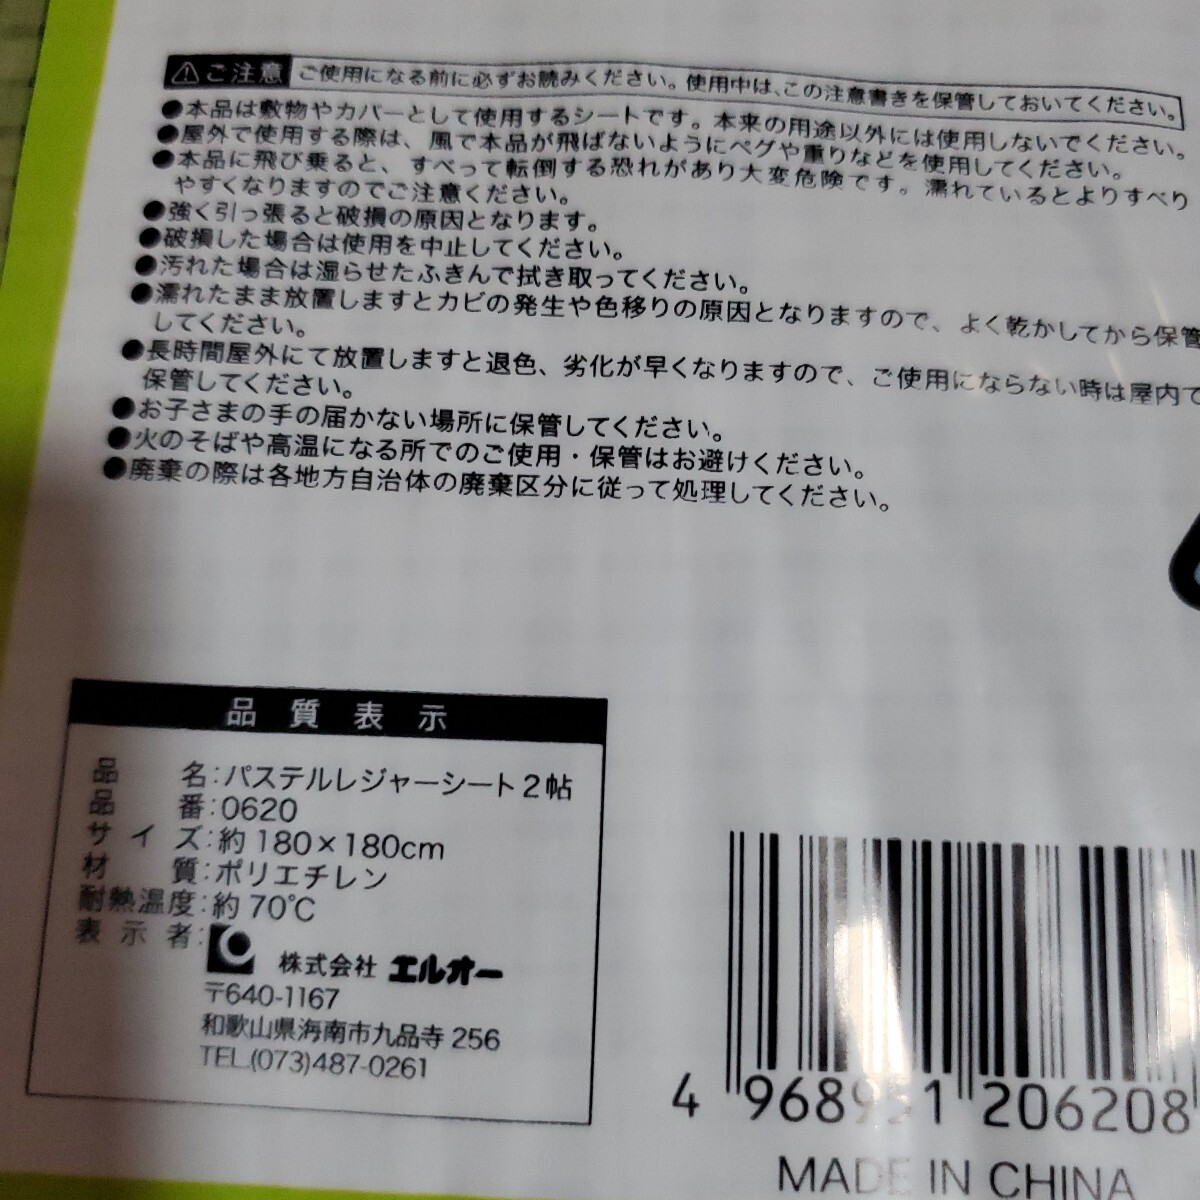 ⚠ご注意 ご使用になる前に必ずお読みください。使用中は、この注意書きを保管しておいてください。
●本品は敷物やカバーとして使用するシートです。本来の用途以外には使用しないでください。
●屋外で使用する際は、風で本品が飛ばないようにペグや重りなどを使用してください。
●本品に飛び乗ると、すべって転倒する恐れがあり大変危険です。濡れているとよりすべり
やすくなりますのでご注意ください。
●強く引っ張ると破損の原因となります。
●破損した場合は使用を中止してください。
●汚れた場合は湿らせたふきんで拭き取ってください。
●濡れたまま放置しますとカビの発生や色移りの原因となりますので、よく乾かしてから保管
してください。
●長時間屋外にて放置しますと退色、劣化が早くなりますので、ご使用にならない時は屋内で
保管してください。
●お子さまの手の届かない場所に保管してください。
●火のそばや高温になる所でのご使用・保管はお避けください。
●廃棄の際は各地方自治体の廃棄区分に従って処理してください。
品質表示
品名:パステルレジャーシート2帖
品番:0620
サイズ:約180×180cm
材質:ポリエチレン
耐熱温度:約70℃
表示者: 株式会社 エルオー
〒640-1167
和歌山県海南市九品寺256
TEL.(073)487-0261
4 968951 206208
MADE IN CHINA